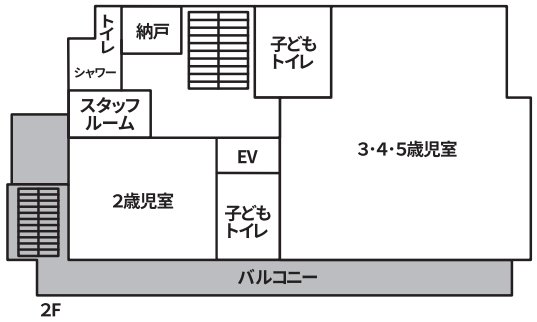 トイレ
シャワー
納戸
子ども
トイレ
スタッフ
ルーム
3・4・5歳児室
EV
2歳児室
子ども
トイレ
バルコニー
2F